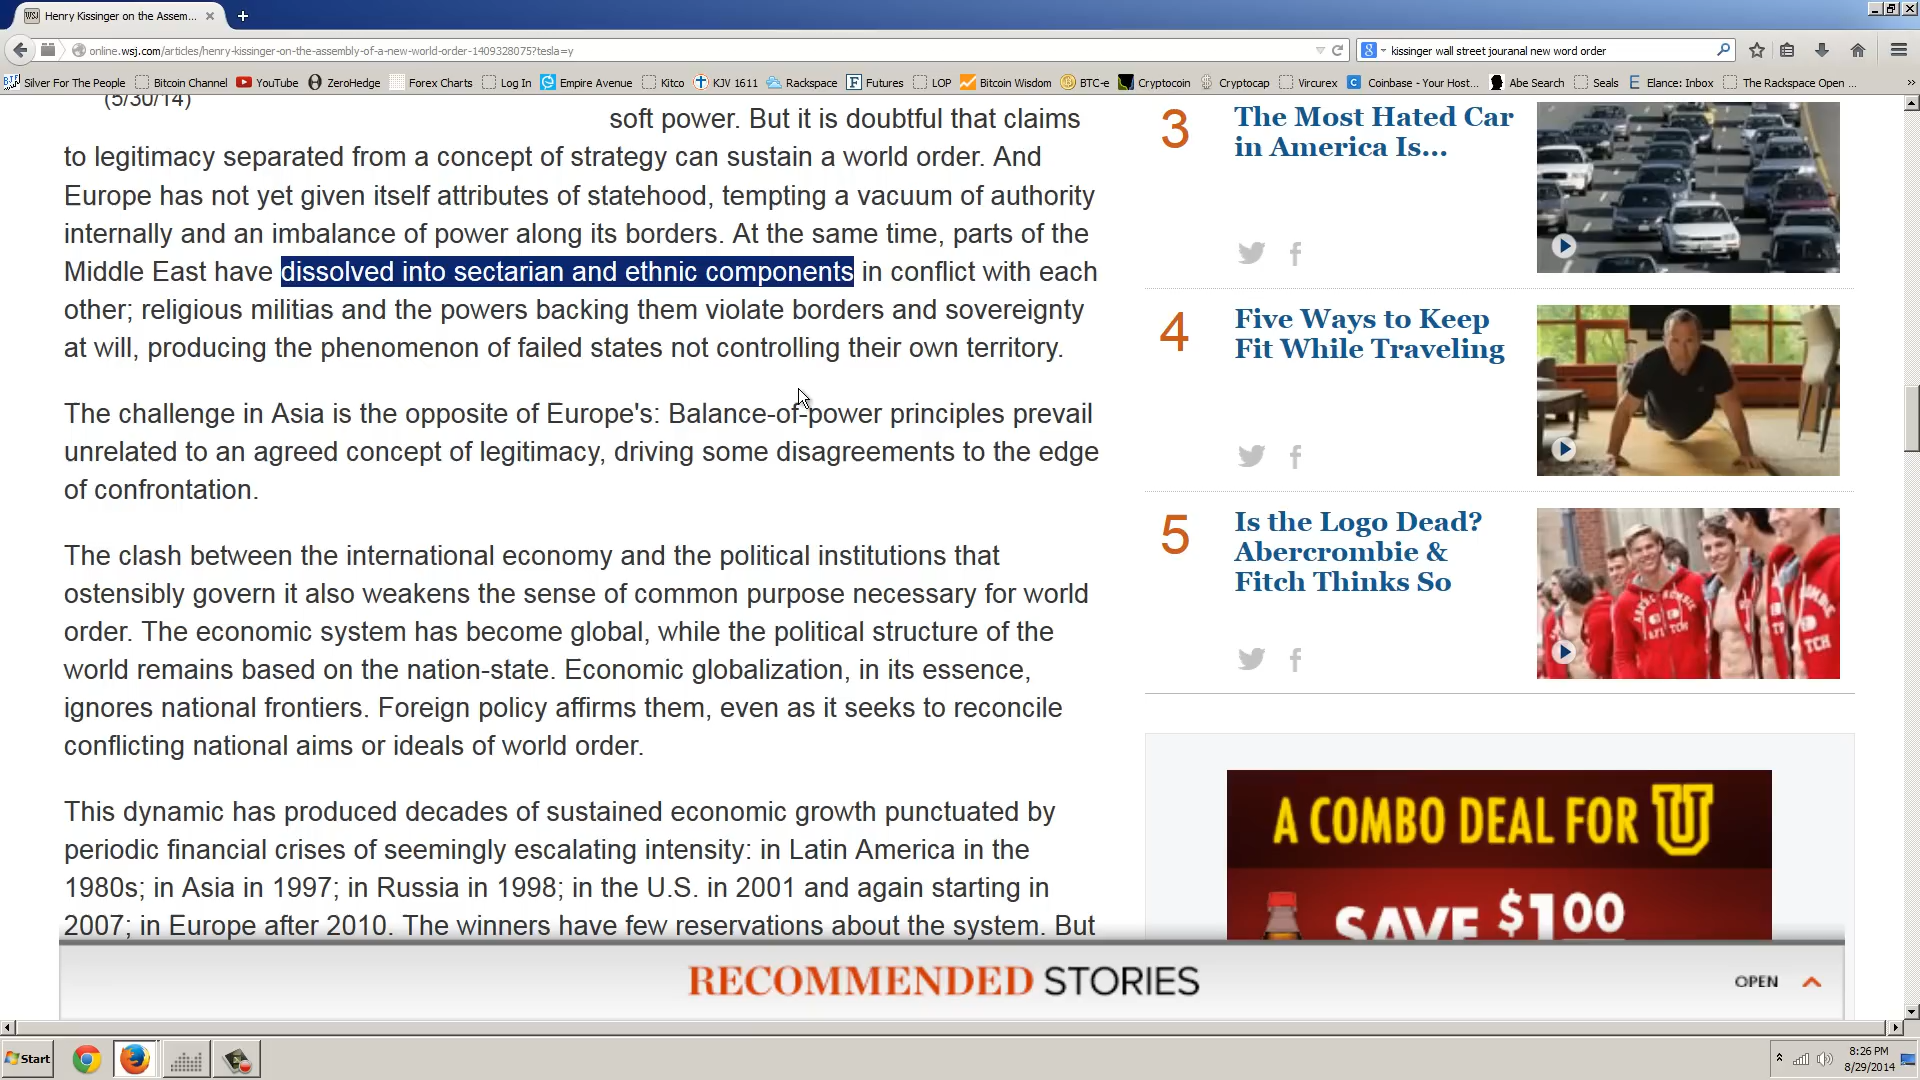 Henry Kissinger on the Assem...
online.wsj.com/articles/henry-kissinger-on-the-assembly-of-a-new-world-order-1409328075?tesla=y
kissinger wall street jouranal new word order
Silver For The People
Bitcoin Channel
YouTube
ZeroHedge
Forex Charts
Log In
Empire Avenue
Kitco
KJV 1611
Rackspace
Futures
LOP
Bitcoin Wisdom
BTC-e
Cryptocoin
Cryptocap
Vircurex
Coinbase - Your Host...
Abe Search
Seals
Elance: Inbox
The Rackspace Open ...
(5/30/14)
soft power. But it is doubtful that claims
to legitimacy separated from a concept of strategy can sustain a world order. And
Europe has not yet given itself attributes of statehood, tempting a vacuum of authority
internally and an imbalance of power along its borders. At the same time, parts of the
Middle East have dissolved into sectarian and ethnic components in conflict with each
other; religious militias and the powers backing them violate borders and sovereignty
at will, producing the phenomenon of failed states not controlling their own territory.
The challenge in Asia is the opposite of Europe's: Balance-of-power principles prevail
unrelated to an agreed concept of legitimacy, driving some disagreements to the edge
of confrontation.
The clash between the international economy and the political institutions that
ostensibly govern it also weakens the sense of common purpose necessary for world
order. The economic system has become global, while the political structure of the
world remains based on the nation-state. Economic globalization, in its essence,
ignores national frontiers. Foreign policy affirms them, even as it seeks to reconcile
conflicting national aims or ideals of world order.
This dynamic has produced decades of sustained economic growth punctuated by
periodic financial crises of seemingly escalating intensity: in Latin America in the
1980s; in Asia in 1997; in Russia in 1998; in the U.S. in 2001 and again starting in
2007; in Europe after 2010. The winners have few reservations about the system. But
3
The Most Hated Car
in America Is...
4
Five Ways to Keep
Fit While Traveling
5
Is the Logo Dead?
Abercrombie &
Fitch Thinks So
A COMBO DEAL FOR U
SAVE $1.00
RECOMMENDED STORIES
OPEN
Start
8:26 PM
8/29/2014